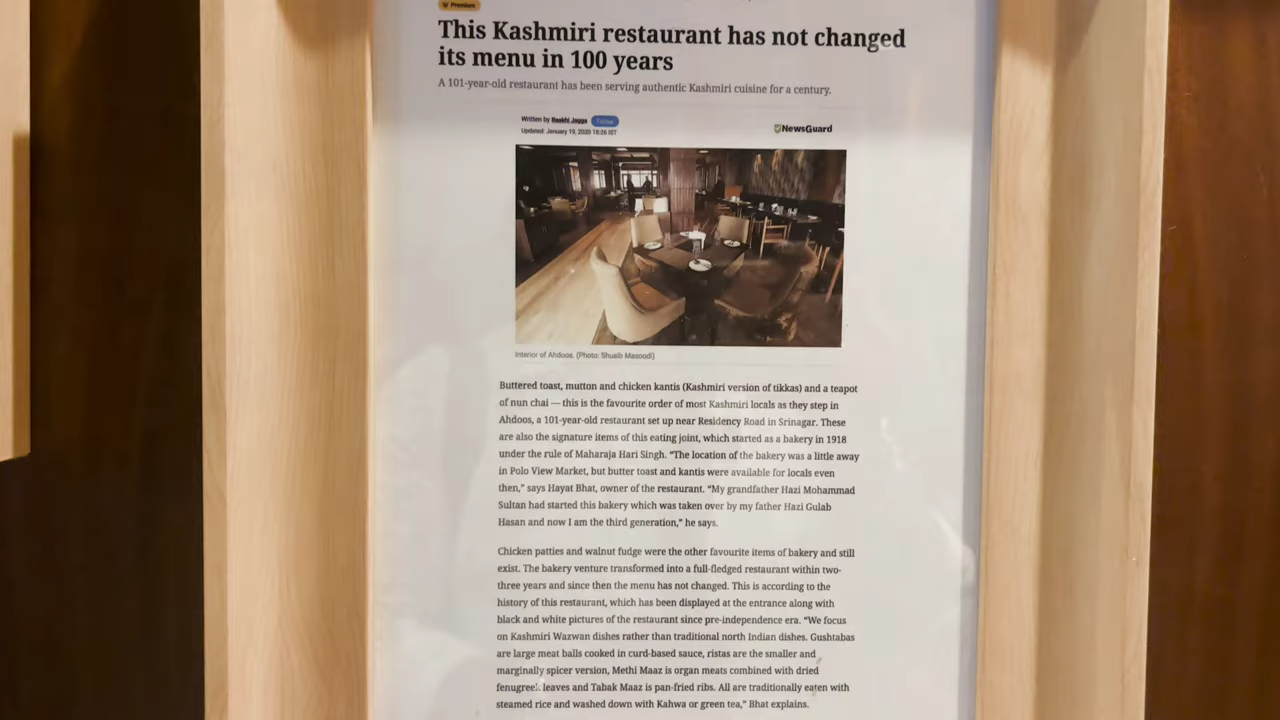 Premium
This Kashmiri restaurant has not changed
its menu in 100 years
A 101-year-old restaurant has been serving authentic Kashmiri cuisine for a century.
Written by Raakhi Jagga Follow
Updated: January 19, 2020 18:26 IST
NewsGuard
Interior of Ahdoos. (Photo: Shuaib Masoodi)
Buttered toast, mutton and chicken kantis (Kashmiri version of tikkas) and a teapot
of nun chai — this is the favourite order of most Kashmiri locals as they step in
Ahdoos, a 101-year-old restaurant set up near Residency Road in Srinagar. These
are also the signature items of this eating joint, which started as a bakery in 1918
under the rule of Maharaja Hari Singh. “The location of the bakery was a little away
in Polo View Market, but butter toast and kantis were available for locals even
then,” says Hayat Bhat, owner of the restaurant. “My grandfather Hazi Mohammad
Sultan had started this bakery which was taken over by my father Hazi Gulab
Hasan and now I am the third generation,” he says.
Chicken patties and walnut fudge were the other favourite items of bakery and still
exist. The bakery venture transformed into a full-fledged restaurant within two-
three years and since then the menu has not changed. This is according to the
history of this restaurant, which has been displayed at the entrance along with
black and white pictures of the restaurant since pre-independence era. “We focus
on Kashmiri Wazwan dishes rather than traditional north Indian dishes. Gushtabas
are large meat balls cooked in curd-based sauce, ristas are the smaller and
marginally spicer version, Methi Maaz is organ meats combined with dried
fenugreek leaves and Tabak Maaz is pan-fried ribs. All are traditionally eaten with
steamed rice and washed down with Kahwa or green tea,” Bhat explains.